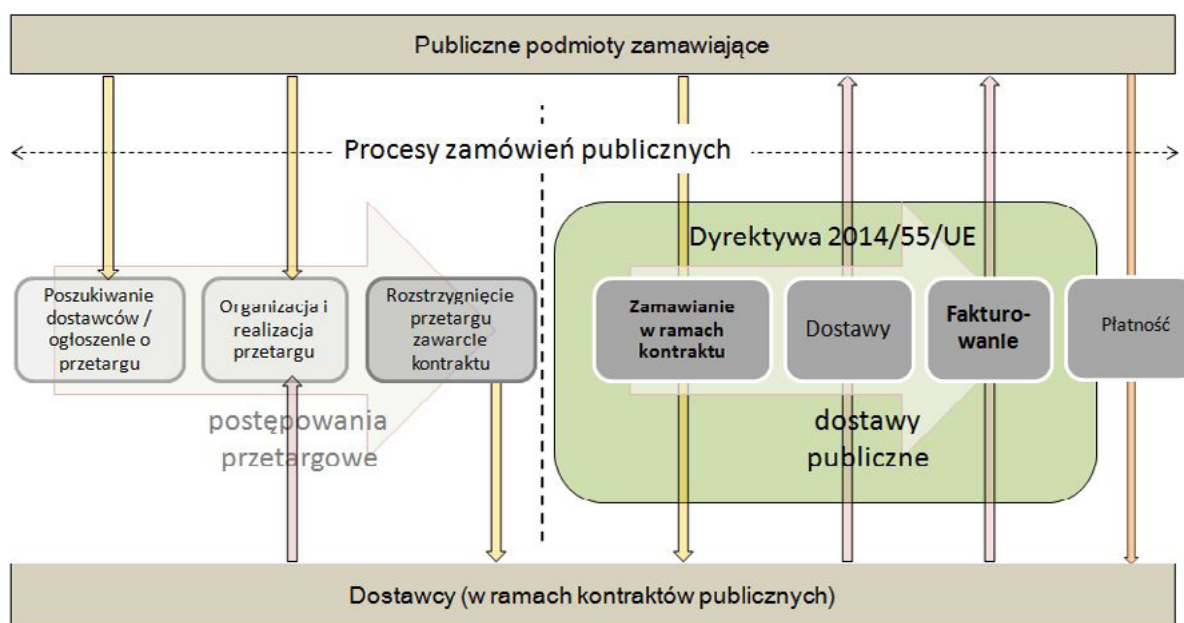 Publiczne podmioty zamawiające
Procesy zamówień publicznych
Dyrektywa 2014/55/UE
Poszukiwanie
dostawców /
ogłoszenie o
przetargu
Organizacja i
realizacja
przetargu
Rozstrzygnięcie
przetargu
zawarcle
kontraktu
Zamawianie
w ramach
kontraktu
Dostawy
Fakturo-
wanie
Płatność
postępowania
przetargowe
dostawy
publiczne
Dostawcy (w ramach kontraktów publicznych)